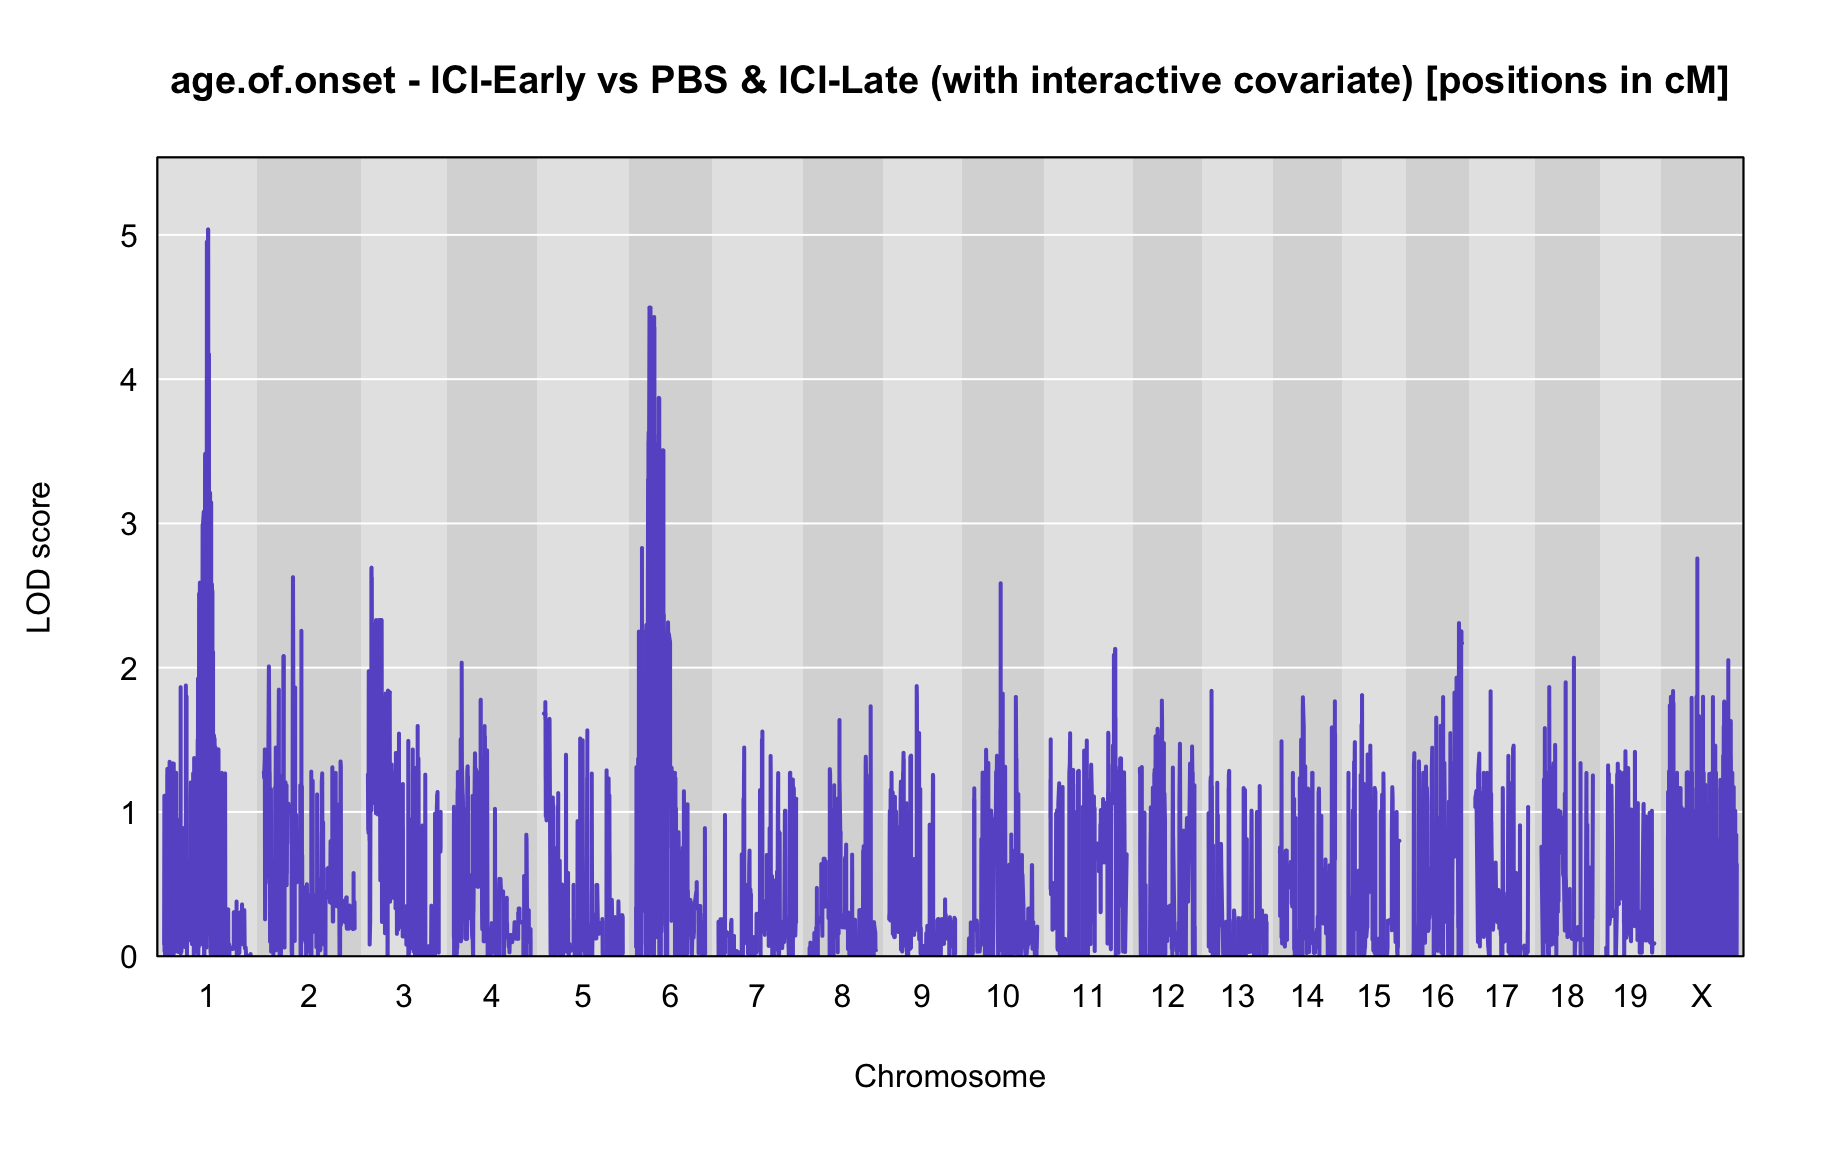 age.of.onset - ICI-Early vs PBS & ICI-Late (with interactive covariate) [positions in cM]
5
4
3
2
1
0
LOD score
1 2 3 4 5 6 7 8 9 10 11 12 13 14 15 16 17 18 19 X
Chromosome